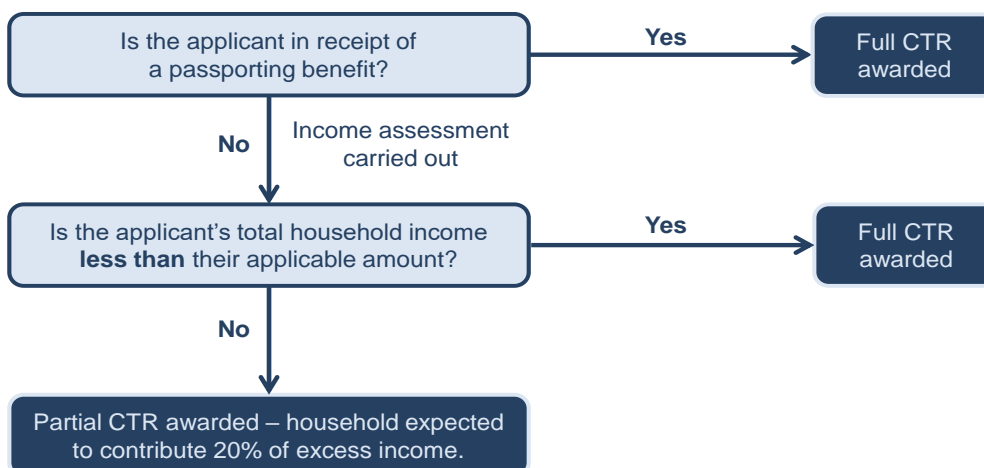 Is the applicant in receipt of
a passporting benefit?
Yes
Full CTR
awarded
No
Income assessment
carried out
Is the applicant’s total household income
less than their applicable amount?
Yes
Full CTR
awarded
No
Partial CTR awarded – household expected
to contribute 20% of excess income.